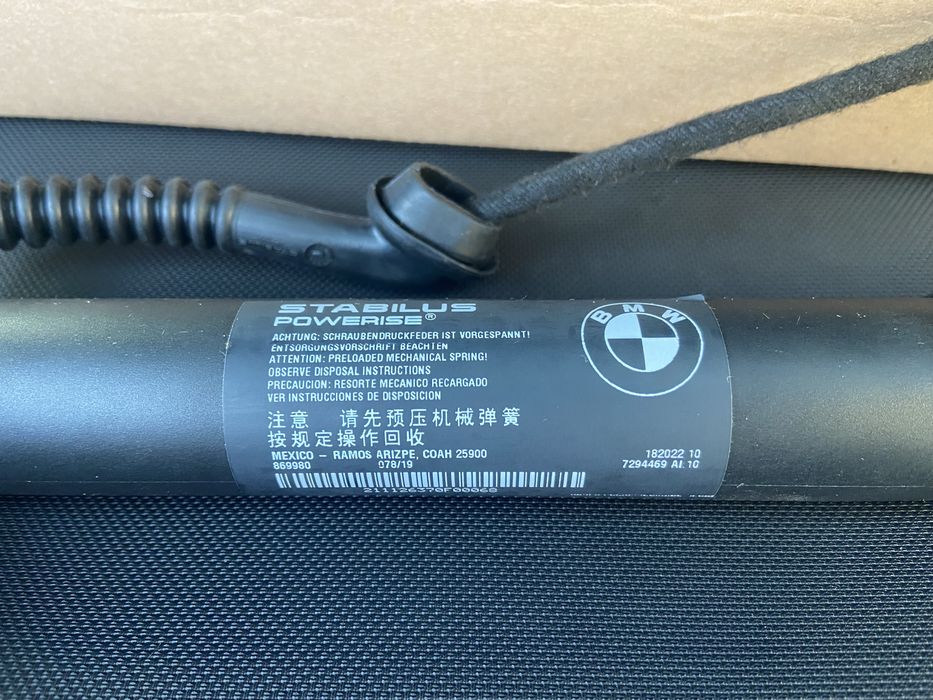 STABILUS
POWERISE®
ACHTUNG: SCHRAUBENDRUCKFEDER IST VORGESPANNT!
ENTSORGUNGSVORSCHRIFT BEACHTEN
ATTENTION: PRELOADED MECHANICAL SPRING!
OBSERVE DISPOSAL INSTRUCTIONS
PRECAUCION: RESORTE MECANICO RECARGADO
VER INSTRUCCIONES DE DISPOSICION
注意 请先预压机械弹簧
按规定操作回收
MEXICO – RAMOS ARIZPE, COAH 25900
869980 078/19
211126370F00068
BMW
182022 10
7294469 AI:10